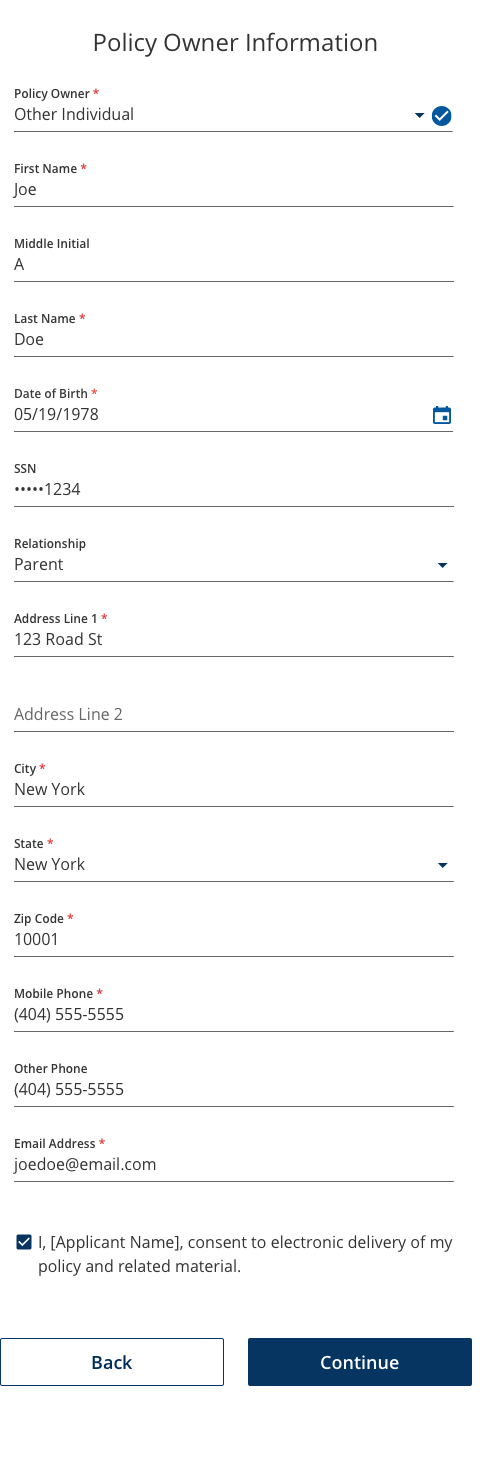 Policy Owner Information
Policy Owner *
Other Individual
First Name *
Joe
Middle Initial
A
Last Name *
Doe
Date of Birth *
05/19/1978
SSN
•••••1234
Relationship
Parent
Address Line 1 *
123 Road St
Address Line 2
City *
New York
State *
New York
Zip Code *
10001
Mobile Phone *
(404) 555-5555
Other Phone
(404) 555-5555
Email Address *
joedoe@email.com
I, [Applicant Name], consent to electronic delivery of my
policy and related material.
Back
Continue